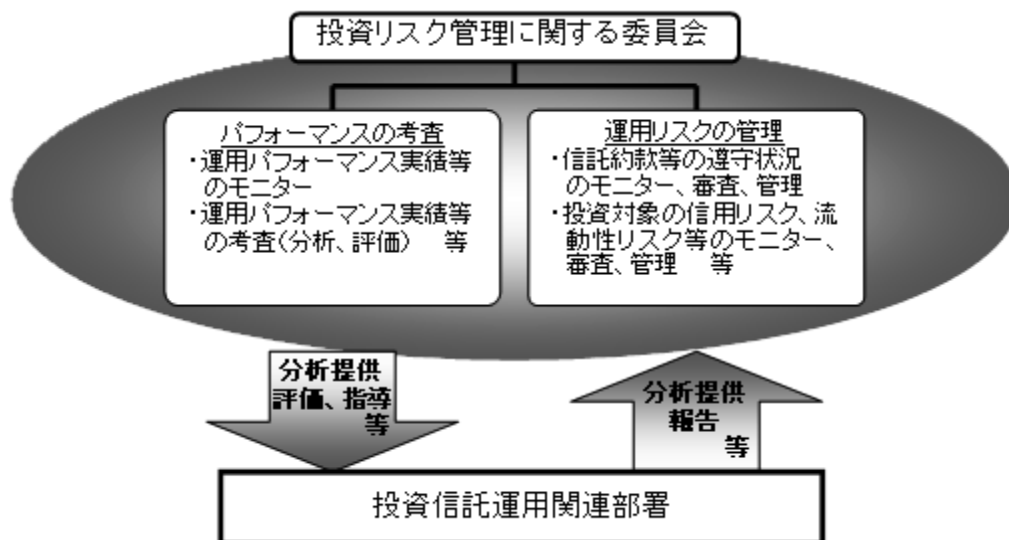 投資リスク管理に関する委員会
パフォーマンスの考査
・運用パフォーマンス実績等
のモニター
・運用パフォーマンス実績等
の考査(分析、評価) 等
運用リスクの管理
・信託約款等の遵守状況
のモニター、審査、管理
・投資対象の信用リスク、流
動性リスク等のモニター、
審査、管理 等
分析提供
評価、指導
等
分析提供
報告
等
投資信託運用関連部署